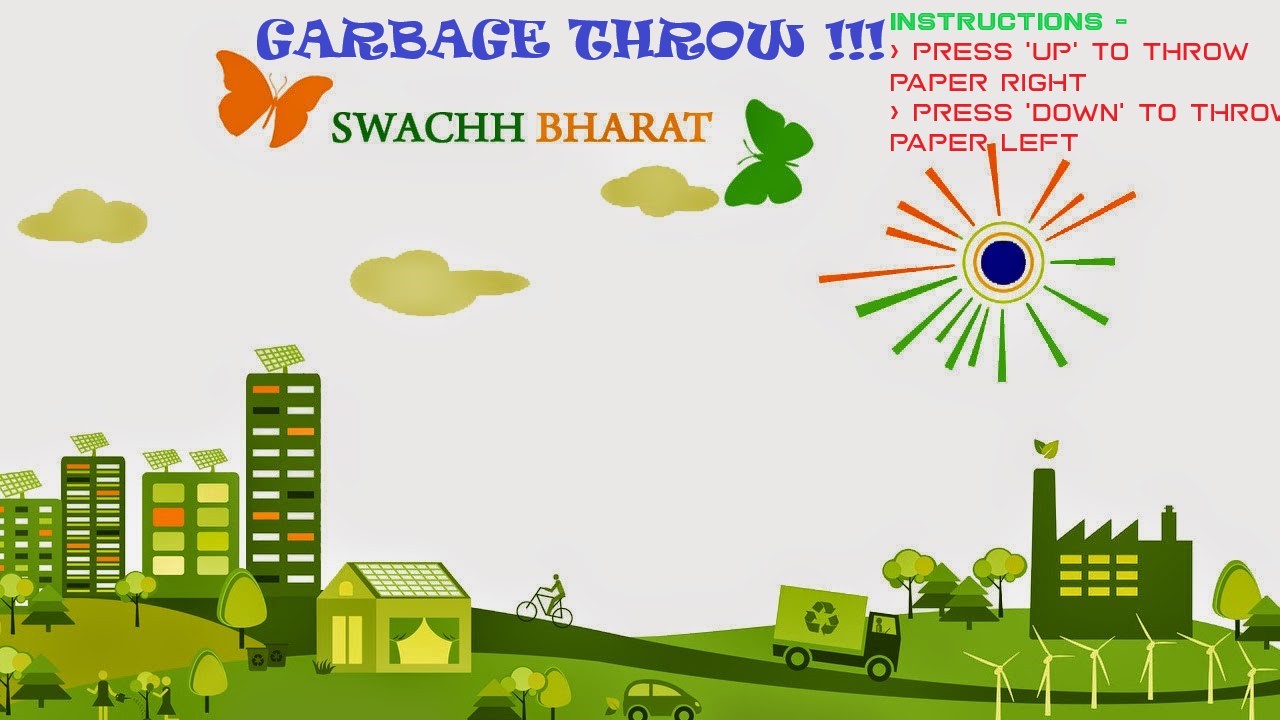 GARBAGE THROW !!!
SWACHH BHARAT
INSTRUCTIONS -
> PRESS 'UP' TO THROW
PAPER RIGHT
> PRESS 'DOWN' TO THROW
PAPER LEFT